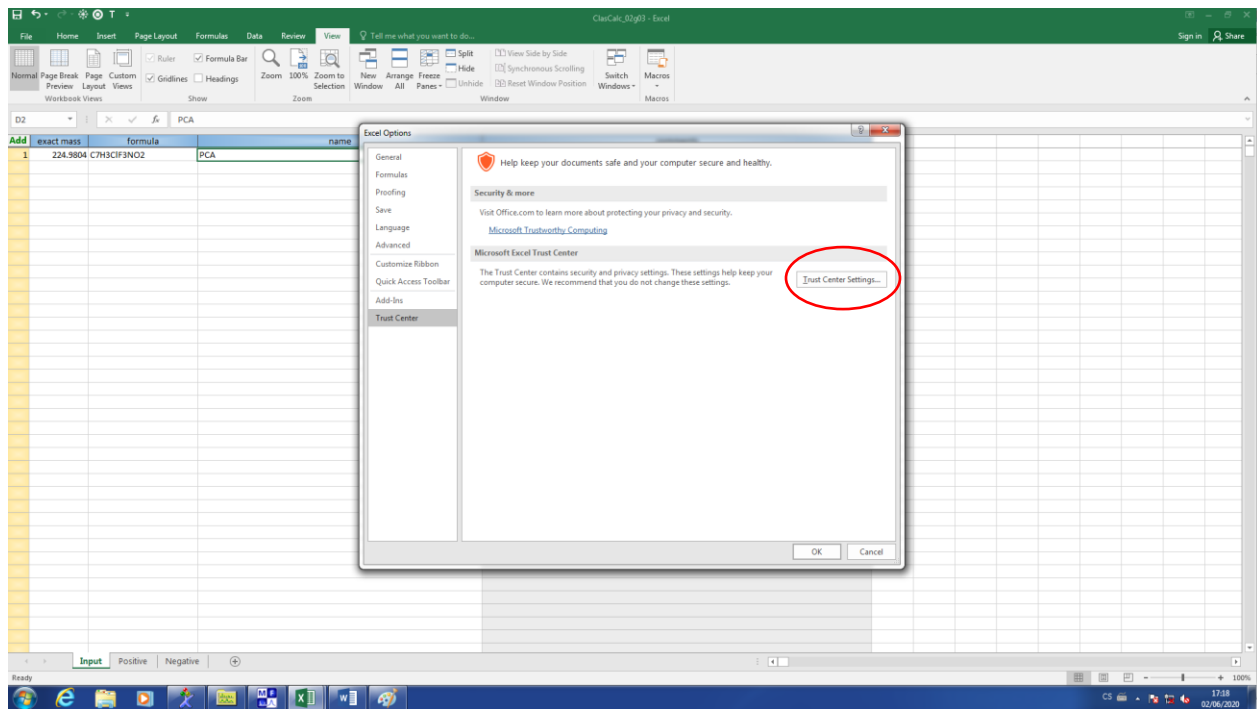 ClasCalc_02g03 - Excel
File Home Insert Page Layout Formulas Data Review View Tell me what you want to do... Sign in Share
Normal Page Break Preview Page Layout Custom Views
Ruler Formula Bar
Gridlines Headings
Zoom 100% Zoom to Selection
New Window Arrange All Freeze Panes
Split
Hide
Unhide
View Side by Side
Synchronous Scrolling
Reset Window Position
Switch Windows Macros
Workbook Views Show Zoom Window Macros
D2 fx PCA
Add exact mass formula name
1 224.9804 C7H3ClF3NO2 PCA
Excel Options
General
Formulas
Proofing
Save
Language
Advanced
Customize Ribbon
Quick Access Toolbar
Add-Ins
Trust Center
Help keep your documents safe and your computer secure and healthy.
Security & more
Visit Office.com to learn more about protecting your privacy and security.
Microsoft Trustworthy Computing
Microsoft Excel Trust Center
The Trust Center contains security and privacy settings. These settings help keep your
computer secure. We recommend that you do not change these settings.
Trust Center Settings...
OK Cancel
Input Positive Negative
Ready 100%
CS 17:18
02/06/2020